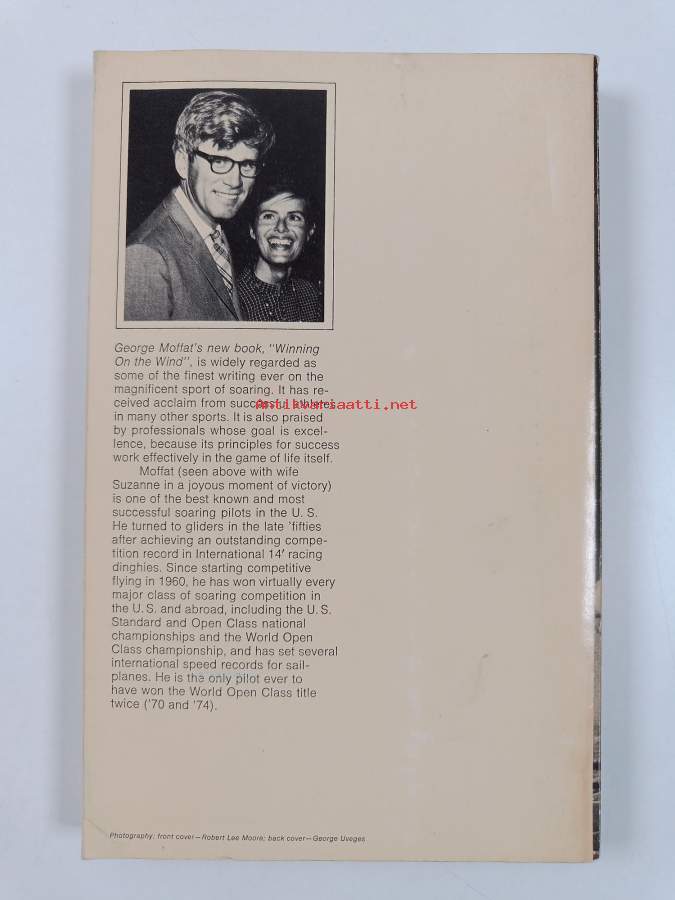 George Moffat's new book, "Winning
On the Wind", is widely regarded as
some of the finest writing ever on the
magnificent sport of soaring. It has re-
ceived acclaim from successful athletes
Antikvariaatti.net
in many other sports. It is also praised
by professionals whose goal is excel-
lence, because its principles for success
work effectively in the game of life itself.
Moffat (seen above with wife
Suzanne in a joyous moment of victory)
is one of the best known and most
successful soaring pilots in the U. S.
He turned to gliders in the late 'fifties
after achieving an outstanding compe-
tition record in International 14' racing
dinghies. Since starting competitive
flying in 1960, he has won virtually every
major class of soaring competition in
the U. S. and abroad, including the U. S.
Standard and Open Class national
championships and the World Open
Class championship, and has set several
international speed records for sail-
planes. He is the only pilot ever to
have won the World Open Class title
twice ('70 and '74).
Photography: front cover—Robert Lee Moore; back cover—George Uveges